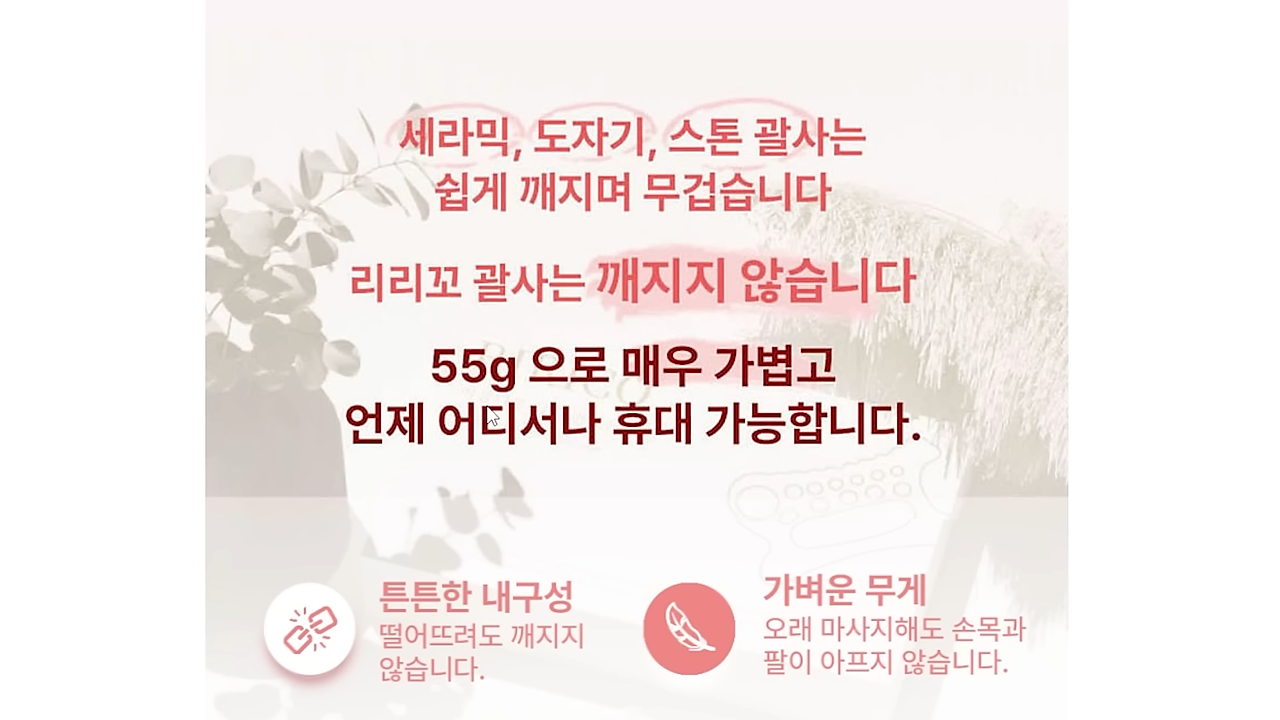 세라믹, 도자기, 스톤 괄사는
쉽게 깨지며 무겁습니다
리리꼬 괄사는 깨지지 않습니다
55g 으로 매우 가볍고
언제 어디서나 휴대 가능합니다.
튼튼한 내구성
떨어뜨려도 깨지지
않습니다.
가벼운 무게
오래 마사지해도 손목과
팔이 아프지 않습니다.